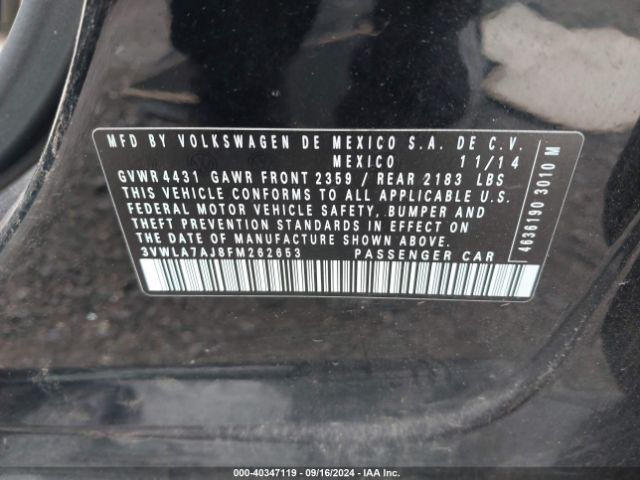 MFD BY VOLKSWAGEN DE MEXICO S.A. DE C.V.
MEXICO 11/14
GVWR 4431 GAWR FRONT 2359 / REAR 2183 LBS
THIS VEHICLE CONFORMS TO ALL APPLICABLE U.S.
FEDERAL MOTOR VEHICLE SAFETY, BUMPER AND
THEFT PREVENTION STANDARDS IN EFFECT ON
THE DATE OF MANUFACTURE SHOWN ABOVE.
3VWLA7AJ8FM262653 PASSENGER CAR
4636190 3010 M
000-40347119 - 09/16/2024 - IAA Inc.